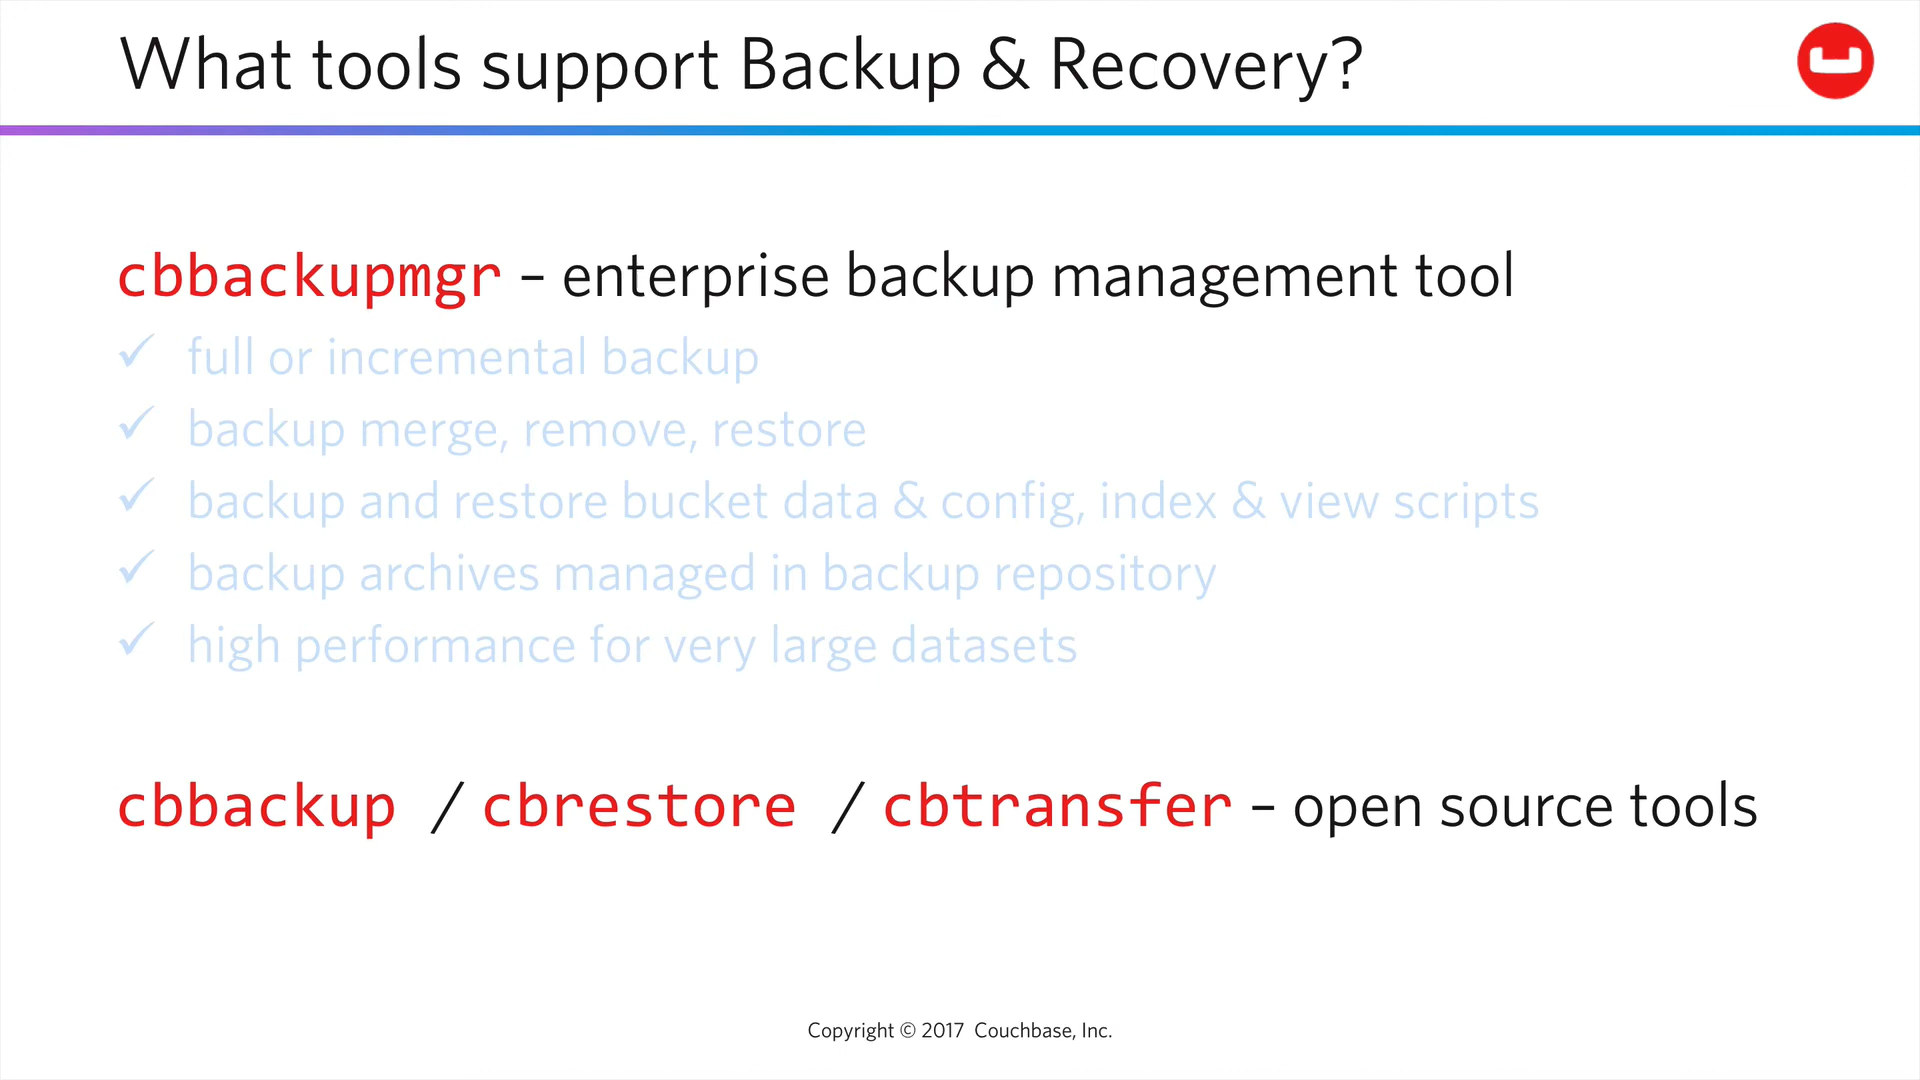 What tools support Backup & Recovery?
cbbackupmgr – enterprise backup management tool
✓ full or incremental backup
✓ backup merge, remove, restore
✓ backup and restore bucket data & config, index & view scripts
✓ backup archives managed in backup repository
✓ high performance for very large datasets
cbbackup / cbrestore / cbtransfer – open source tools
Copyright © 2017 Couchbase, Inc.